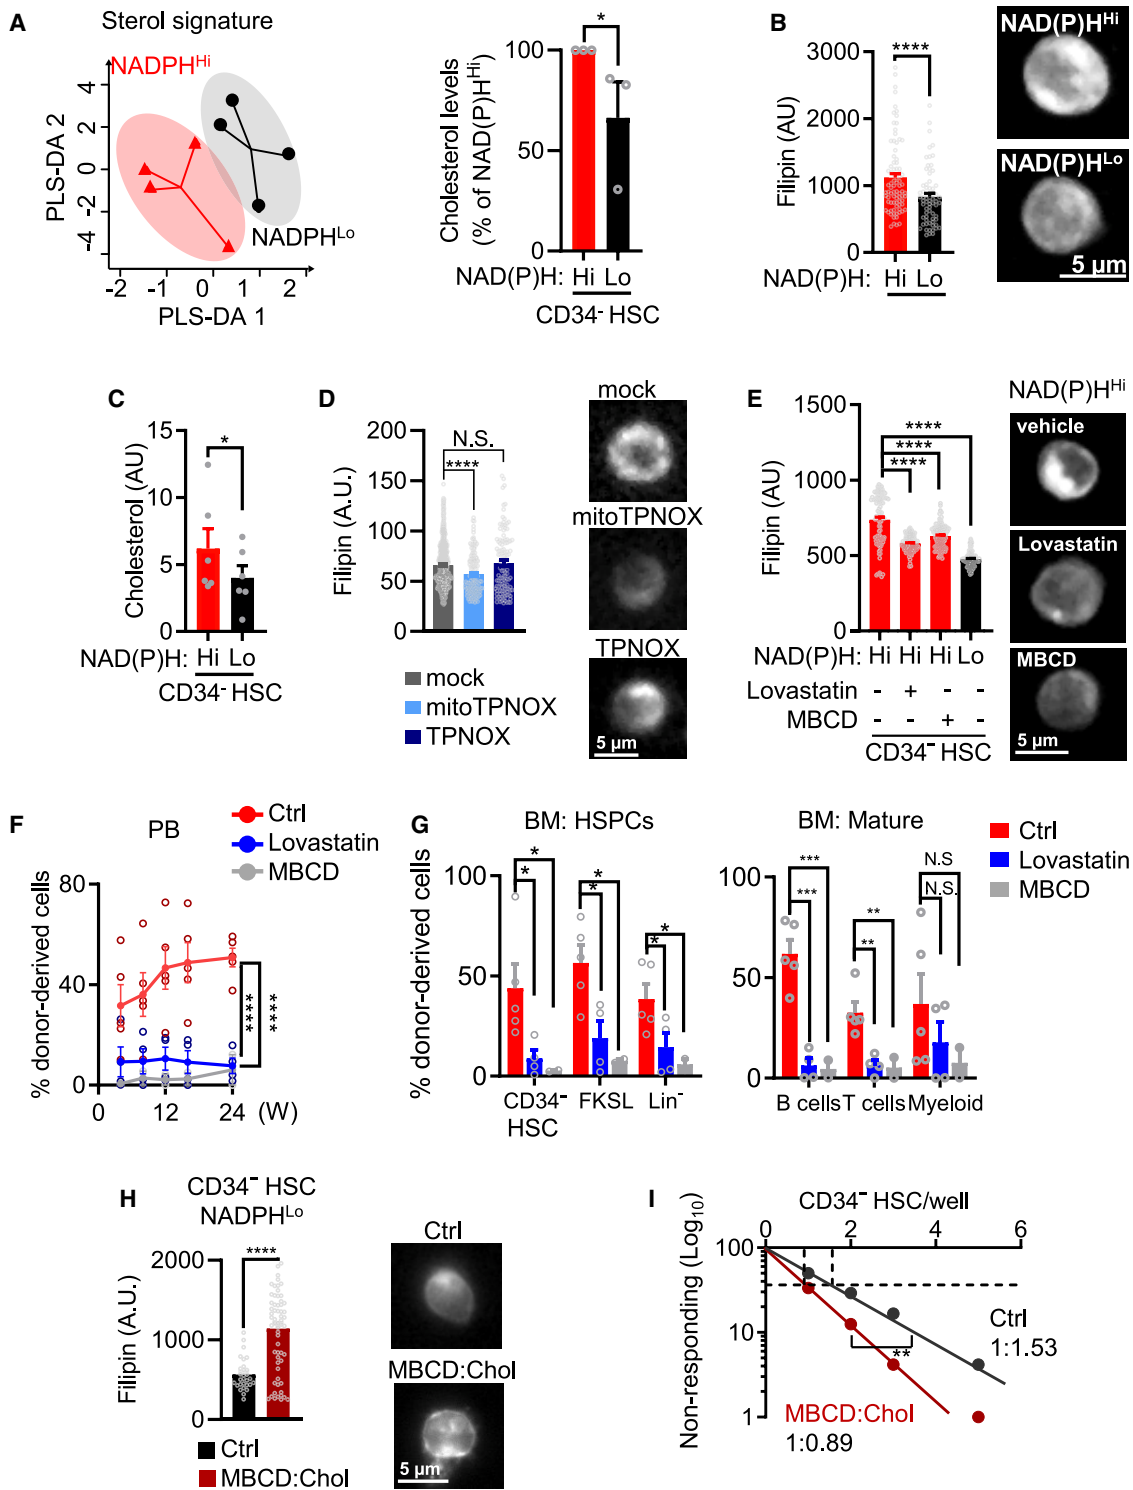 A
Sterol signature
NADPHHi
NADPHLo
PLS-DA 2
4
2
0
-2
-4
-2
-1
0
1
2
PLS-DA 1
Cholesterol levels
(% of NAD(P)HHi)
100
50
0
*
NAD(P)H: Hi Lo
CD34- HSC
B
Filipin (AU)
3000
2000
1000
0
****
NAD(P)H: Hi Lo
NAD(P)HHi
NAD(P)HLo
5 µm
C
Cholesterol (AU)
15
10
5
0
*
NAD(P)H: Hi Lo
CD34- HSC
D
Filipin (A.U.)
200
150
100
50
0
N.S.
****
mock
mitoTPNOX
TPNOX
mock
mitoTPNOX
TPNOX
5 µm
E
Filipin (AU)
1500
1000
500
0
****
****
****
NAD(P)H: Hi Hi Hi Lo
Lovastatin - + - -
MBCD - - + -
CD34- HSC
NAD(P)HHi
vehicle
Lovastatin
MBCD
5 µm
F
PB
Ctrl
Lovastatin
MBCD
% donor-derived cells
80
40
0
0 12 24 (W)
****
****
G
BM: HSPCs
% donor-derived cells
100
50
0
*
*
*
*
*
*
CD34- HSC
FKSL
Lin-
BM: Mature
100
50
0
***
***
**
**
N.S
N.S.
B cells T cells Myeloid
Ctrl
Lovastatin
MBCD
H
CD34- HSC
NADPHLo
Filipin (A.U.)
2000
1000
0
****
Ctrl
MBCD:Chol
Ctrl
MBCD:Chol
5 µm
I
CD34- HSC/well
0 2 4 6
Non-responding (Log10)
100
10
1
**
Ctrl
1:1.53
MBCD:Chol
1:0.89